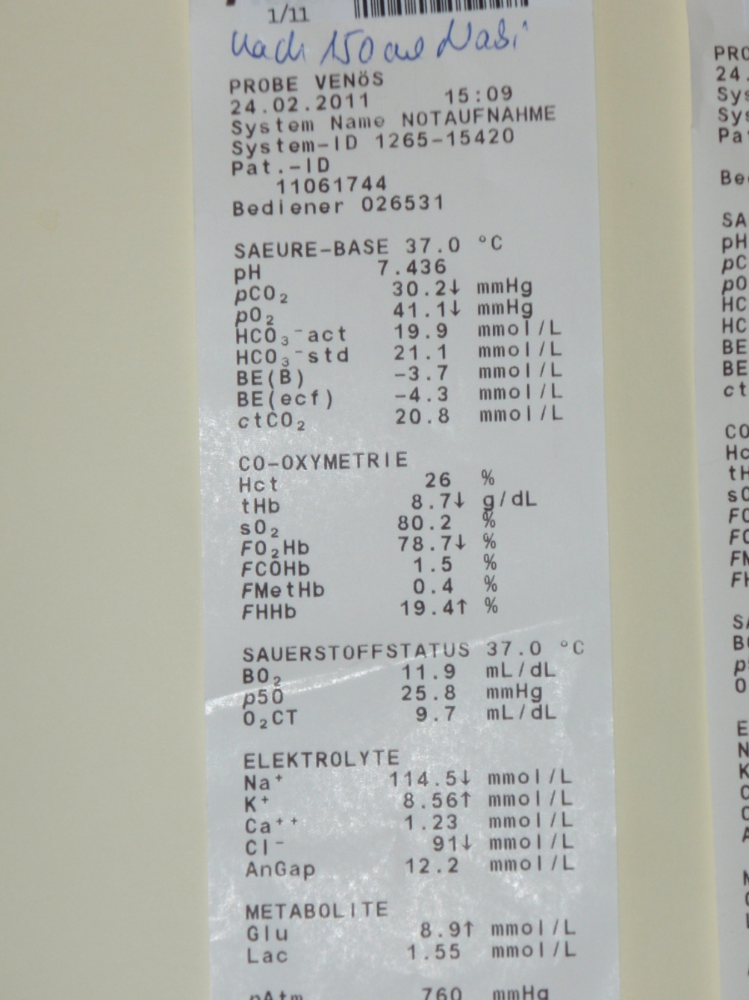 1/11
Nach 150 ml NaBi
PROBE VENöS
24.02.2011 15:09
System Name NOTAUFNAHME
System-ID 1265-15420
Pat.-ID
11061744
Bediener 026531
SAEURE-BASE 37.0 °C
pH 7.436
pCO₂ 30.2↓ mmHg
pO₂ 41.1↓ mmHg
HCO₃⁻act 19.9 mmol/L
HCO₃⁻std 21.1 mmol/L
BE(B) -3.7 mmol/L
BE(ecf) -4.3 mmol/L
ctCO₂ 20.8 mmol/L
CO-OXYMETRIE
Hct 26 %
tHb 8.7↓ g/dL
sO₂ 80.2 %
FO₂Hb 78.7↓ %
FCOHb 1.5 %
FMetHb 0.4 %
FHHb 19.4↑ %
SAUERSTOFFSTATUS 37.0 °C
BO₂ 11.9 mL/dL
p50 25.8 mmHg
O₂CT 9.7 mL/dL
ELEKTROLYTE
Na⁺ 114.5↓ mmol/L
K⁺ 8.56↑ mmol/L
Ca⁺⁺ 1.23 mmol/L
Cl⁻ 91↓ mmol/L
AnGap 12.2 mmol/L
METABOLITE
Glu 8.9↑ mmol/L
Lac 1.55 mmol/L
pAtm 760 mmHg
PRO
24.
Sys
Sys
Pa
Be
SA
pH
pC
pO
HC
HC
BE
BE
ct
CO
Hc
tH
sO
FO
FC
FM
FH
SA
B
p
O
E
N
K
C
C
A